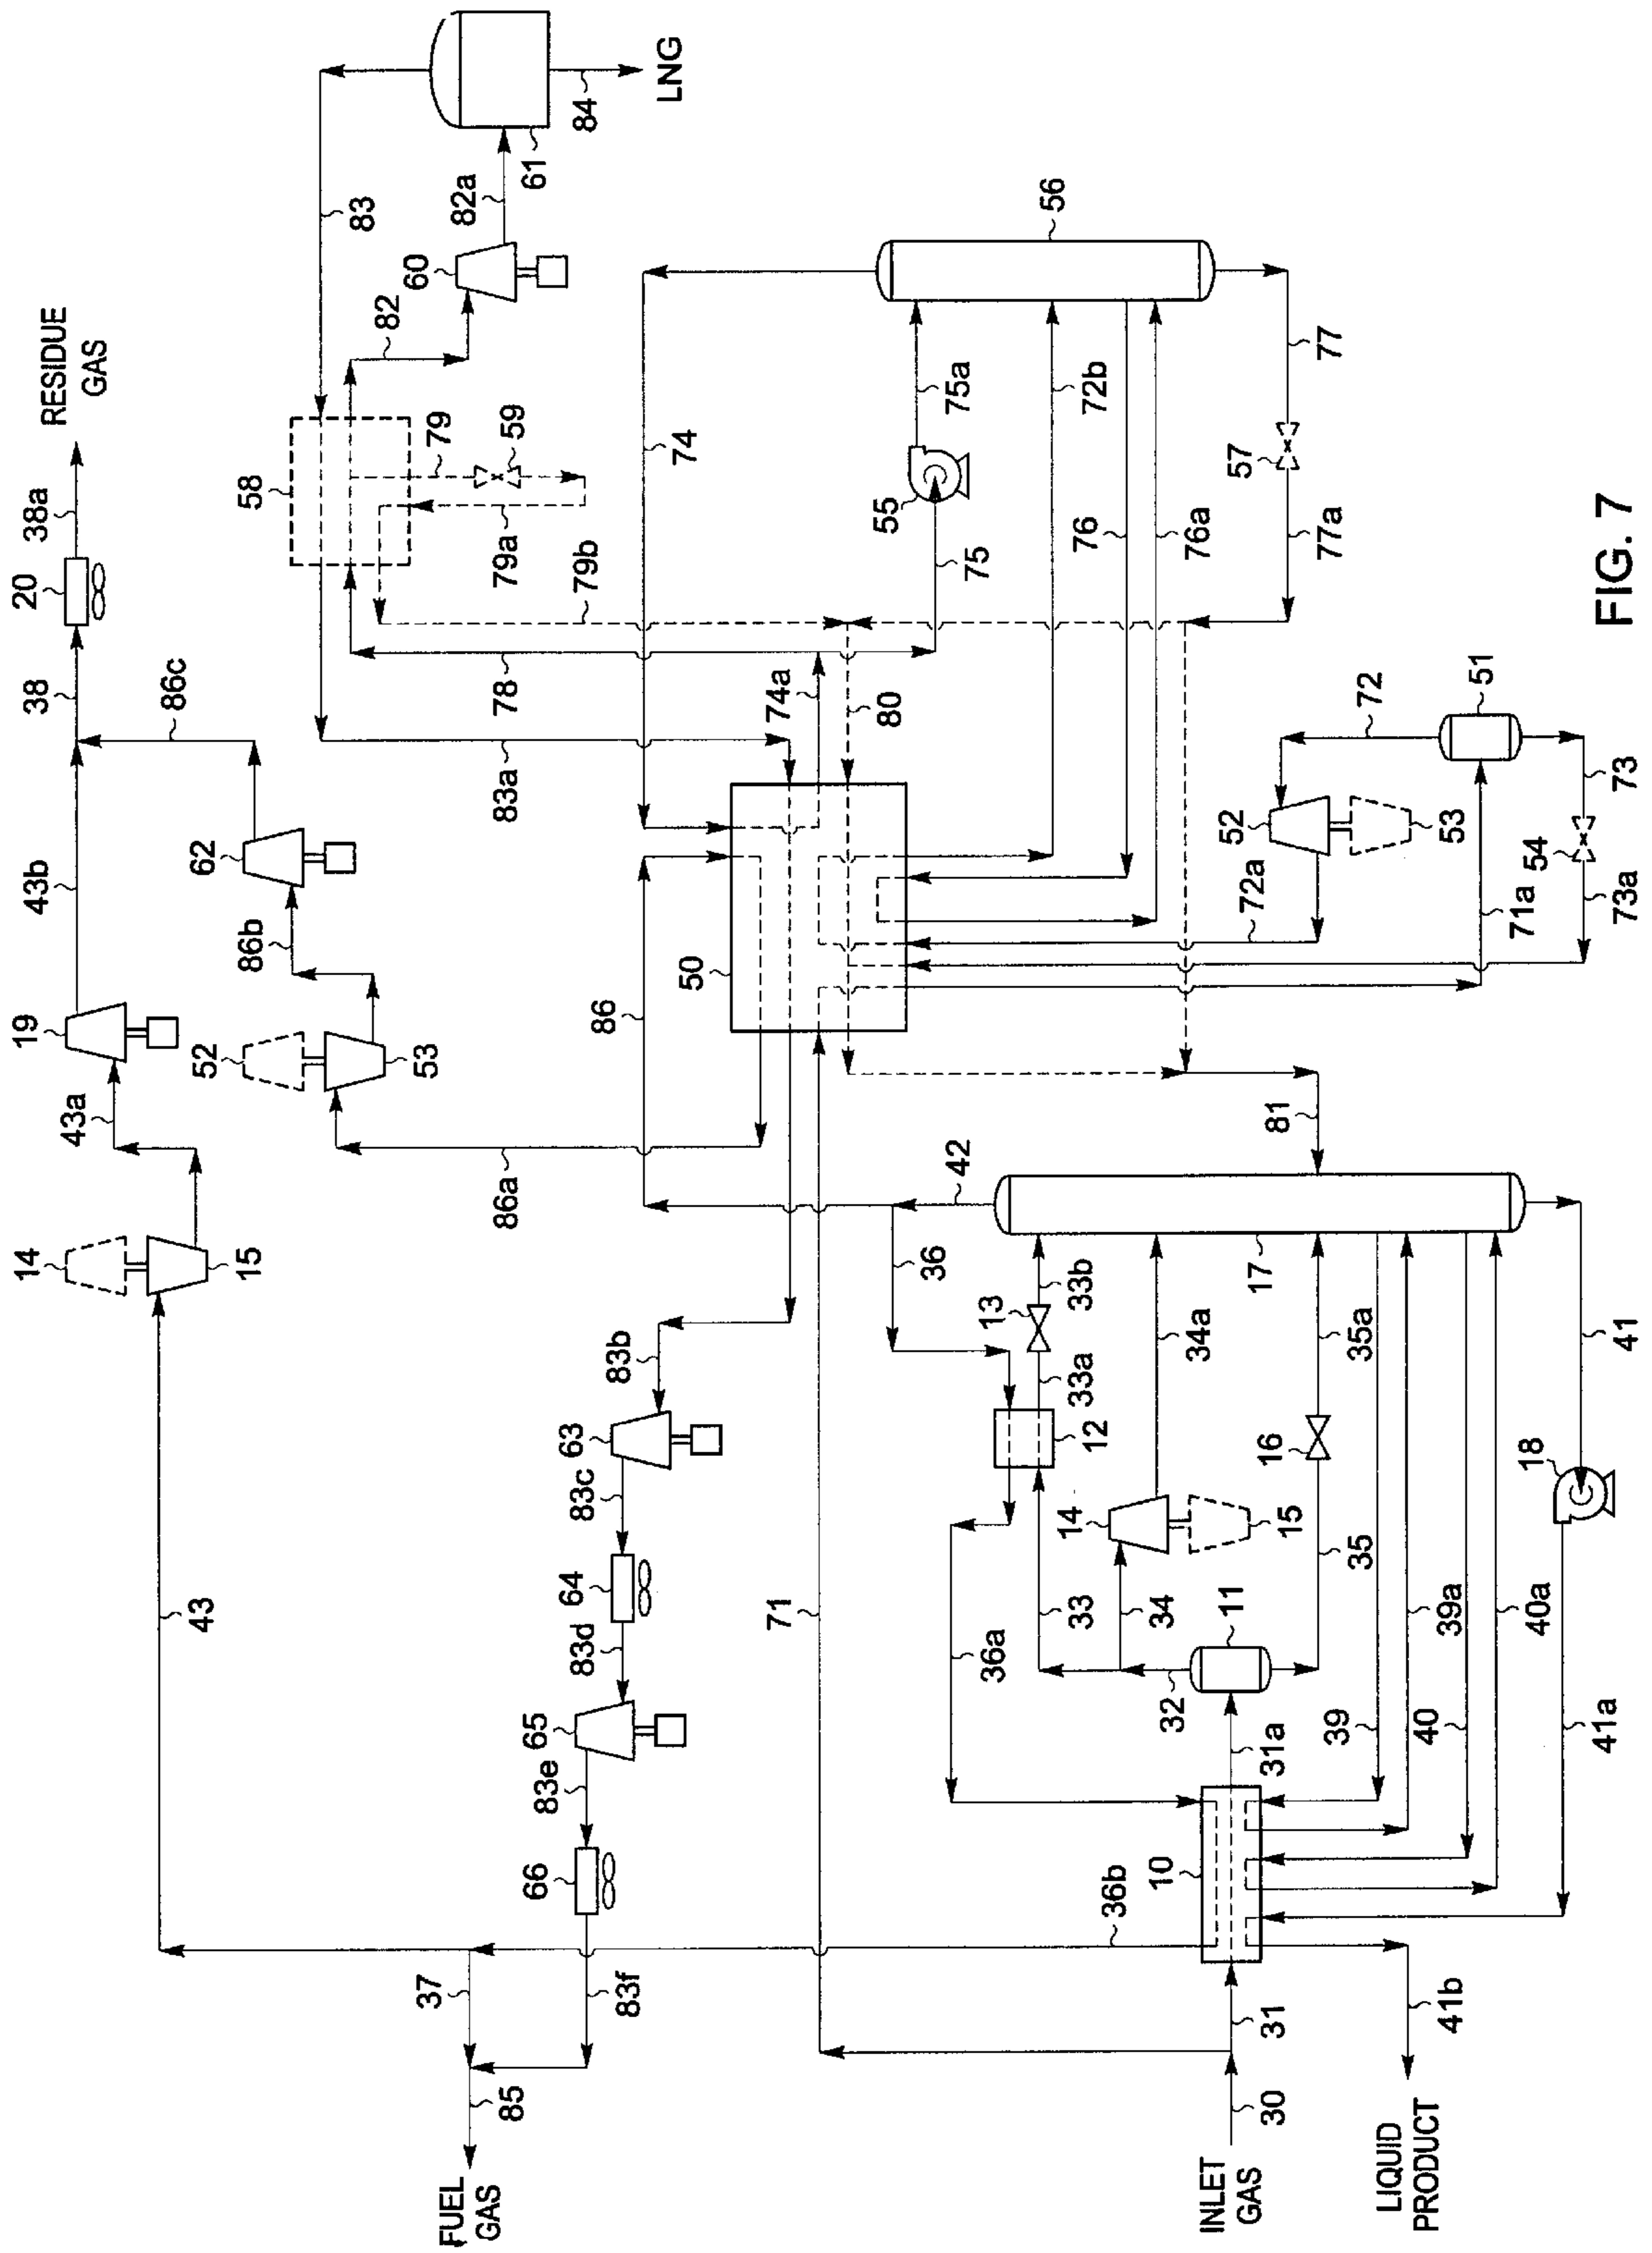 14
19
20
43b
38
38a
RESIDUE
GAS
43a
86c
43
52
62
15
86b
58
83
53
82
60
79
37
FUEL
GAS
82a
85
86a
78
83a
79a
59
61
66
83e
65
83d
64
83c
63
83b
86
79b
84
LNG
83f
74
50
71
74a
55
80
36a
36
42
75
75a
13
56
33
33a
33b
12
14
76
72b
36b
10
32
34
11
34a
76a
INLET
GAS
30
31
31a
15
16
17
81
52
72a
57
77
77a
72
35
35a
39
LIQUID
PRODUCT
41b
40
39a
53
51
71a
18
40a
54
41a
41
73a
73
FIG. 7